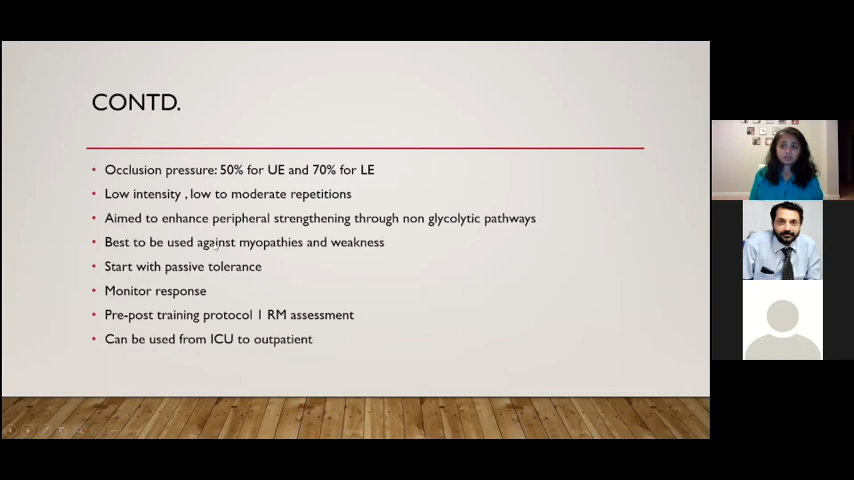 CONTD.
• Occlusion pressure: 50% for UE and 70% for LE
• Low intensity , low to moderate repetitions
• Aimed to enhance peripheral strengthening through non glycolytic pathways
• Best to be used against myopathies and weakness
• Start with passive tolerance
• Monitor response
• Pre-post training protocol 1 RM assessment
• Can be used from ICU to outpatient